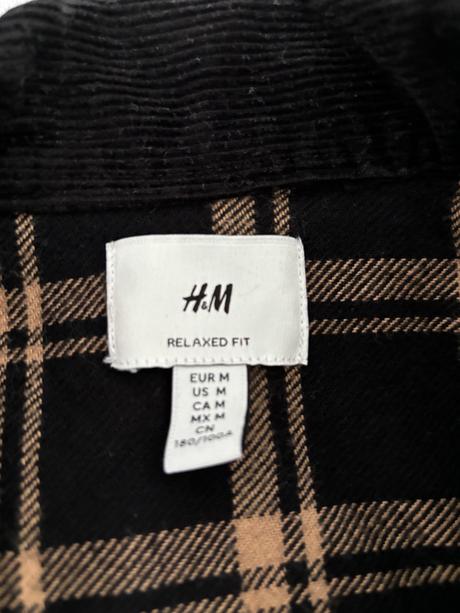 H&M
RELAXED FIT
EUR M
US M
CA M
MX M
CN
180/100A